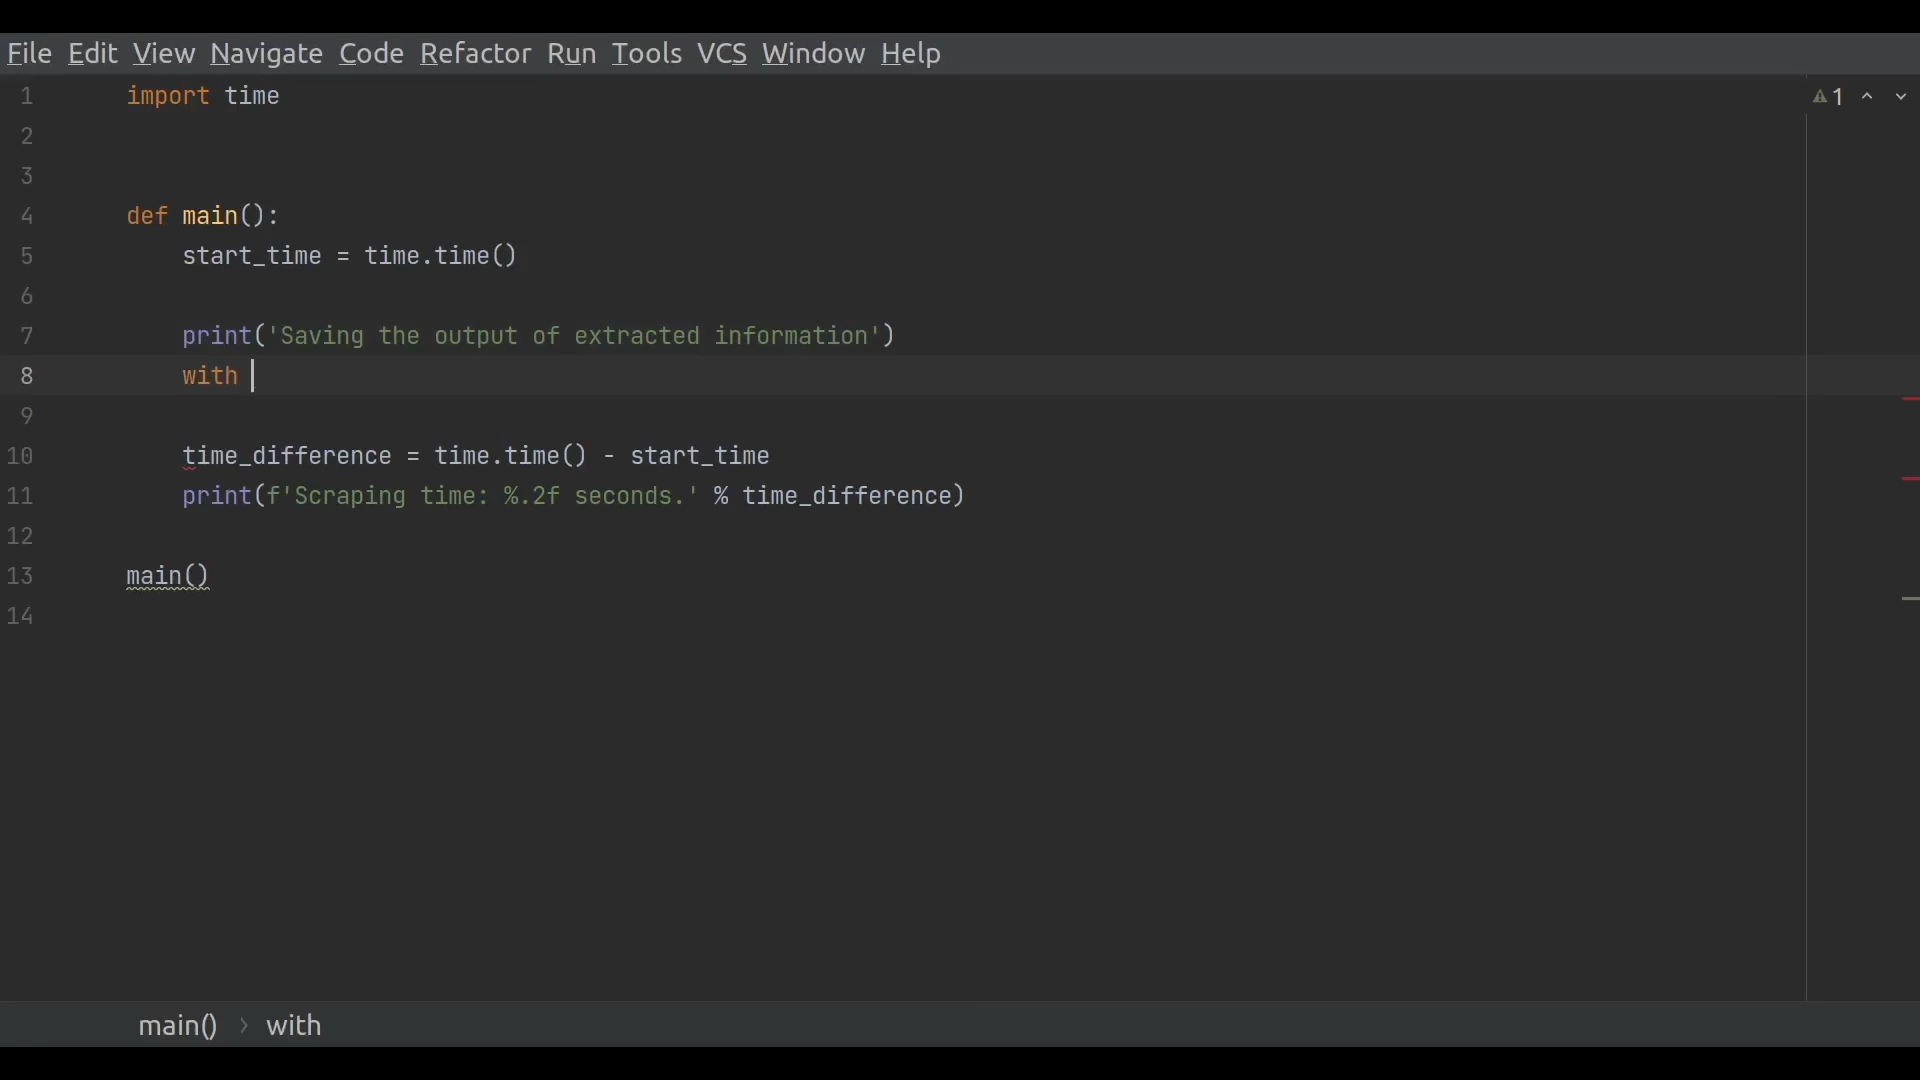 File Edit View Navigate Code Refactor Run Tools VCS Window Help
1 import time
1
2
3
4 def main():
5 start_time = time.time()
6
7 print('Saving the output of extracted information')
8 with
9
10 time_difference = time.time() - start_time
11 print(f'Scraping time: %.2f seconds.' % time_difference)
12
13 main()
14
main() > with